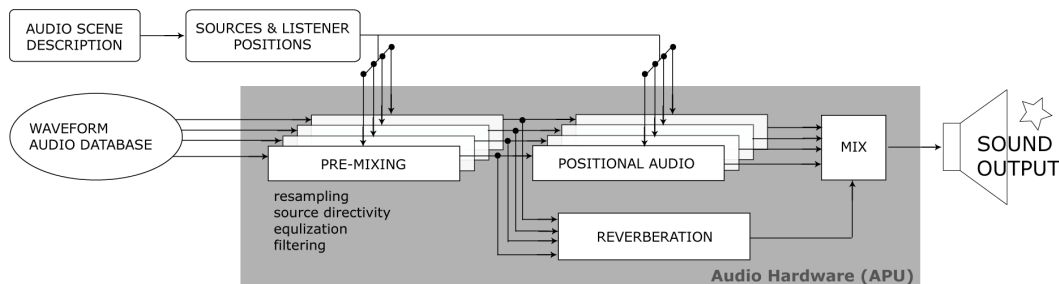 AUDIO SCENE
DESCRIPTION
SOURCES & LISTENER
POSITIONS
WAVEFORM
AUDIO DATABASE
PRE-MIXING
POSITIONAL AUDIO
MIX
SOUND
OUTPUT
resampling
source directivity
equlization
filtering
REVERBERATION
Audio Hardware (APU)